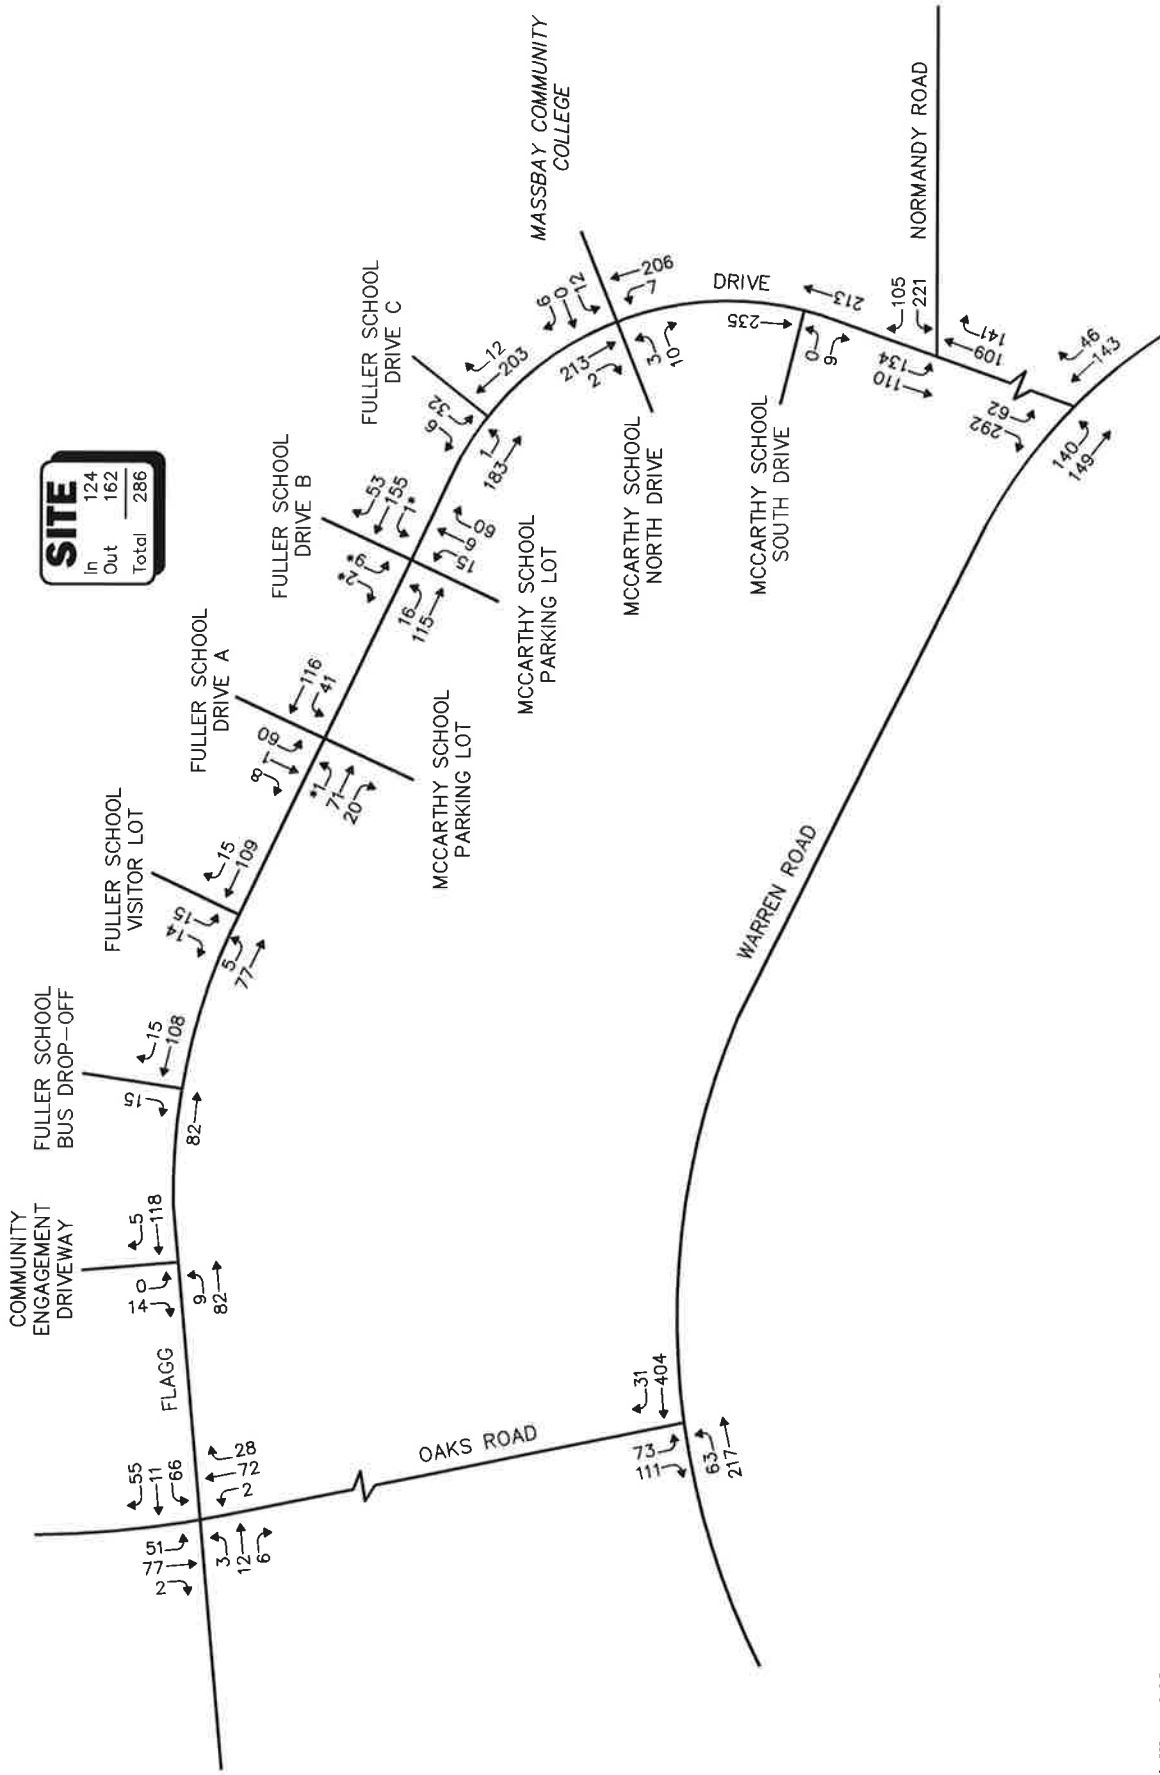 SITE
In 124
Out 162
Total 286
COMMUNITY
ENGAGEMENT
DRIVEWAY
0
14
5
118
9
82
FULLER SCHOOL
BUS DROP-OFF
15
15
108
82
FULLER SCHOOL
VISITOR LOT
15
14
15
109
5
77
FULLER SCHOOL
DRIVE A
60
1
8
116
41
*1
71
20
MCCARTHY SCHOOL
PARKING LOT
FULLER SCHOOL
DRIVE B
9*
2*
53
155
1*
16
115
60
6
15
MCCARTHY SCHOOL
PARKING LOT
FULLER SCHOOL
DRIVE C
32
6
12
203
1
183
MASSBAY COMMUNITY
COLLEGE
6
0
12
206
7
213
2
3
10
MCCARTHY SCHOOL
NORTH DRIVE
DRIVE
235
213
0
MCCARTHY SCHOOL
SOUTH DRIVE
105
221
NORMANDY ROAD
134
110
141
109
62
292
46
143
140
149
WARREN ROAD
FLAGG
55
11
66
51
77
2
28
72
2
3
12
6
OAKS ROAD
31
404
73
111
63
217